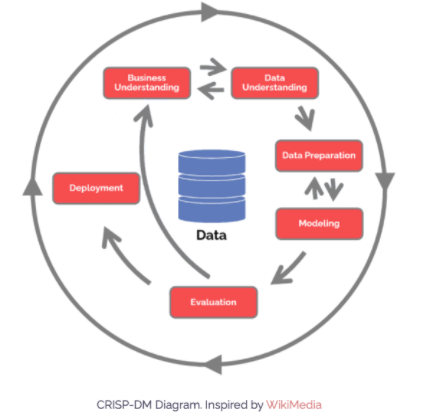 Business
Understanding
Data
Understanding
Data Preparation
Deployment
Modeling
Data
Evaluation
CRISP-DM Diagram. Inspired by WikiMedia